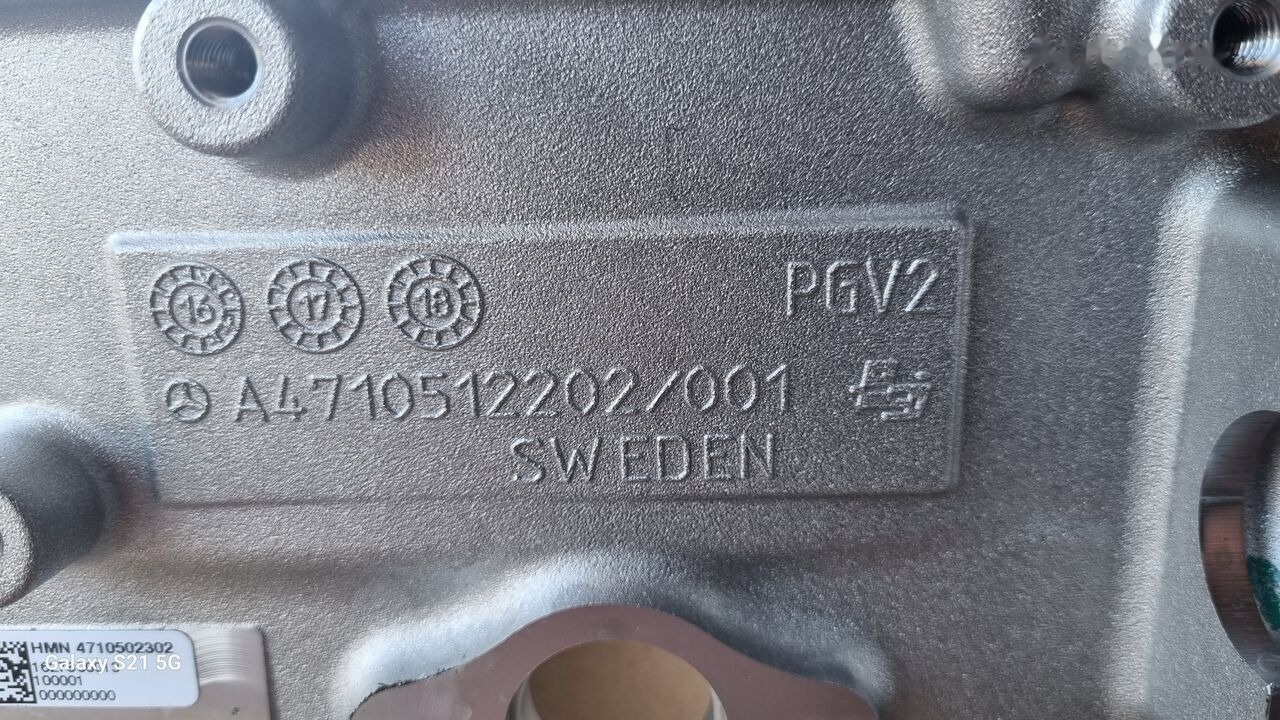 16 17 18 PGV2
A4710512202/001
SWEDEN
HMN 4710502302
Galaxy S21 5G
100001
000000000